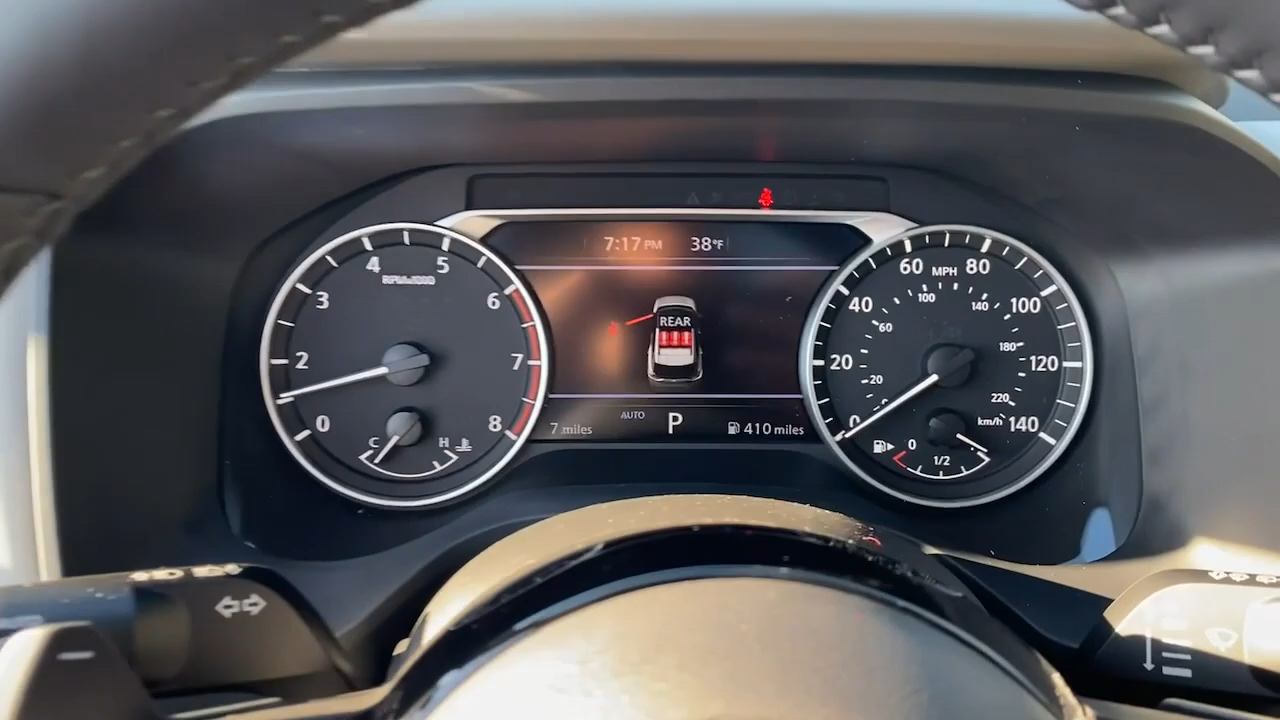 7:17 PM 38°F
4 5
RPMx1000
3 6
2 7
0 8
C H
REAR
AUTO
7 miles P 410 miles
60 MPH 80
40 100
20 120
0 km/h 140
100 140
60 180
20 220
0
0 1/2